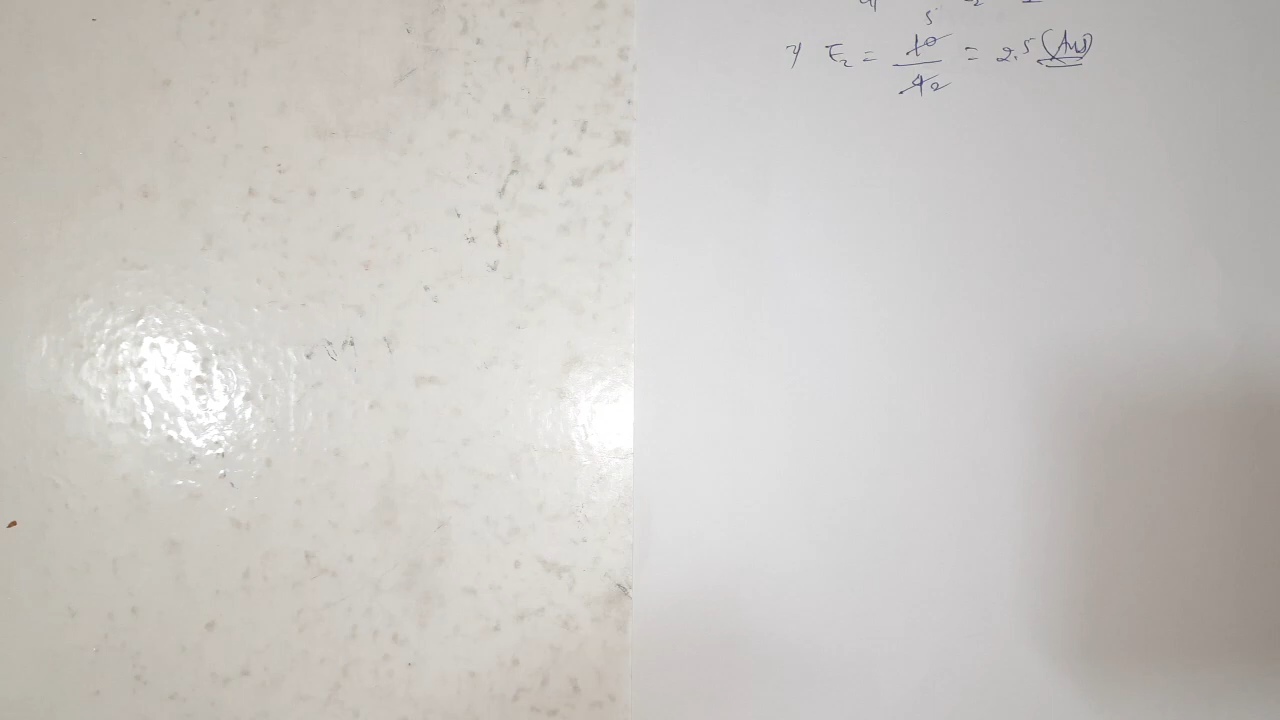 ⇒ E₂ = 10/4 = 2.5 (Ans)